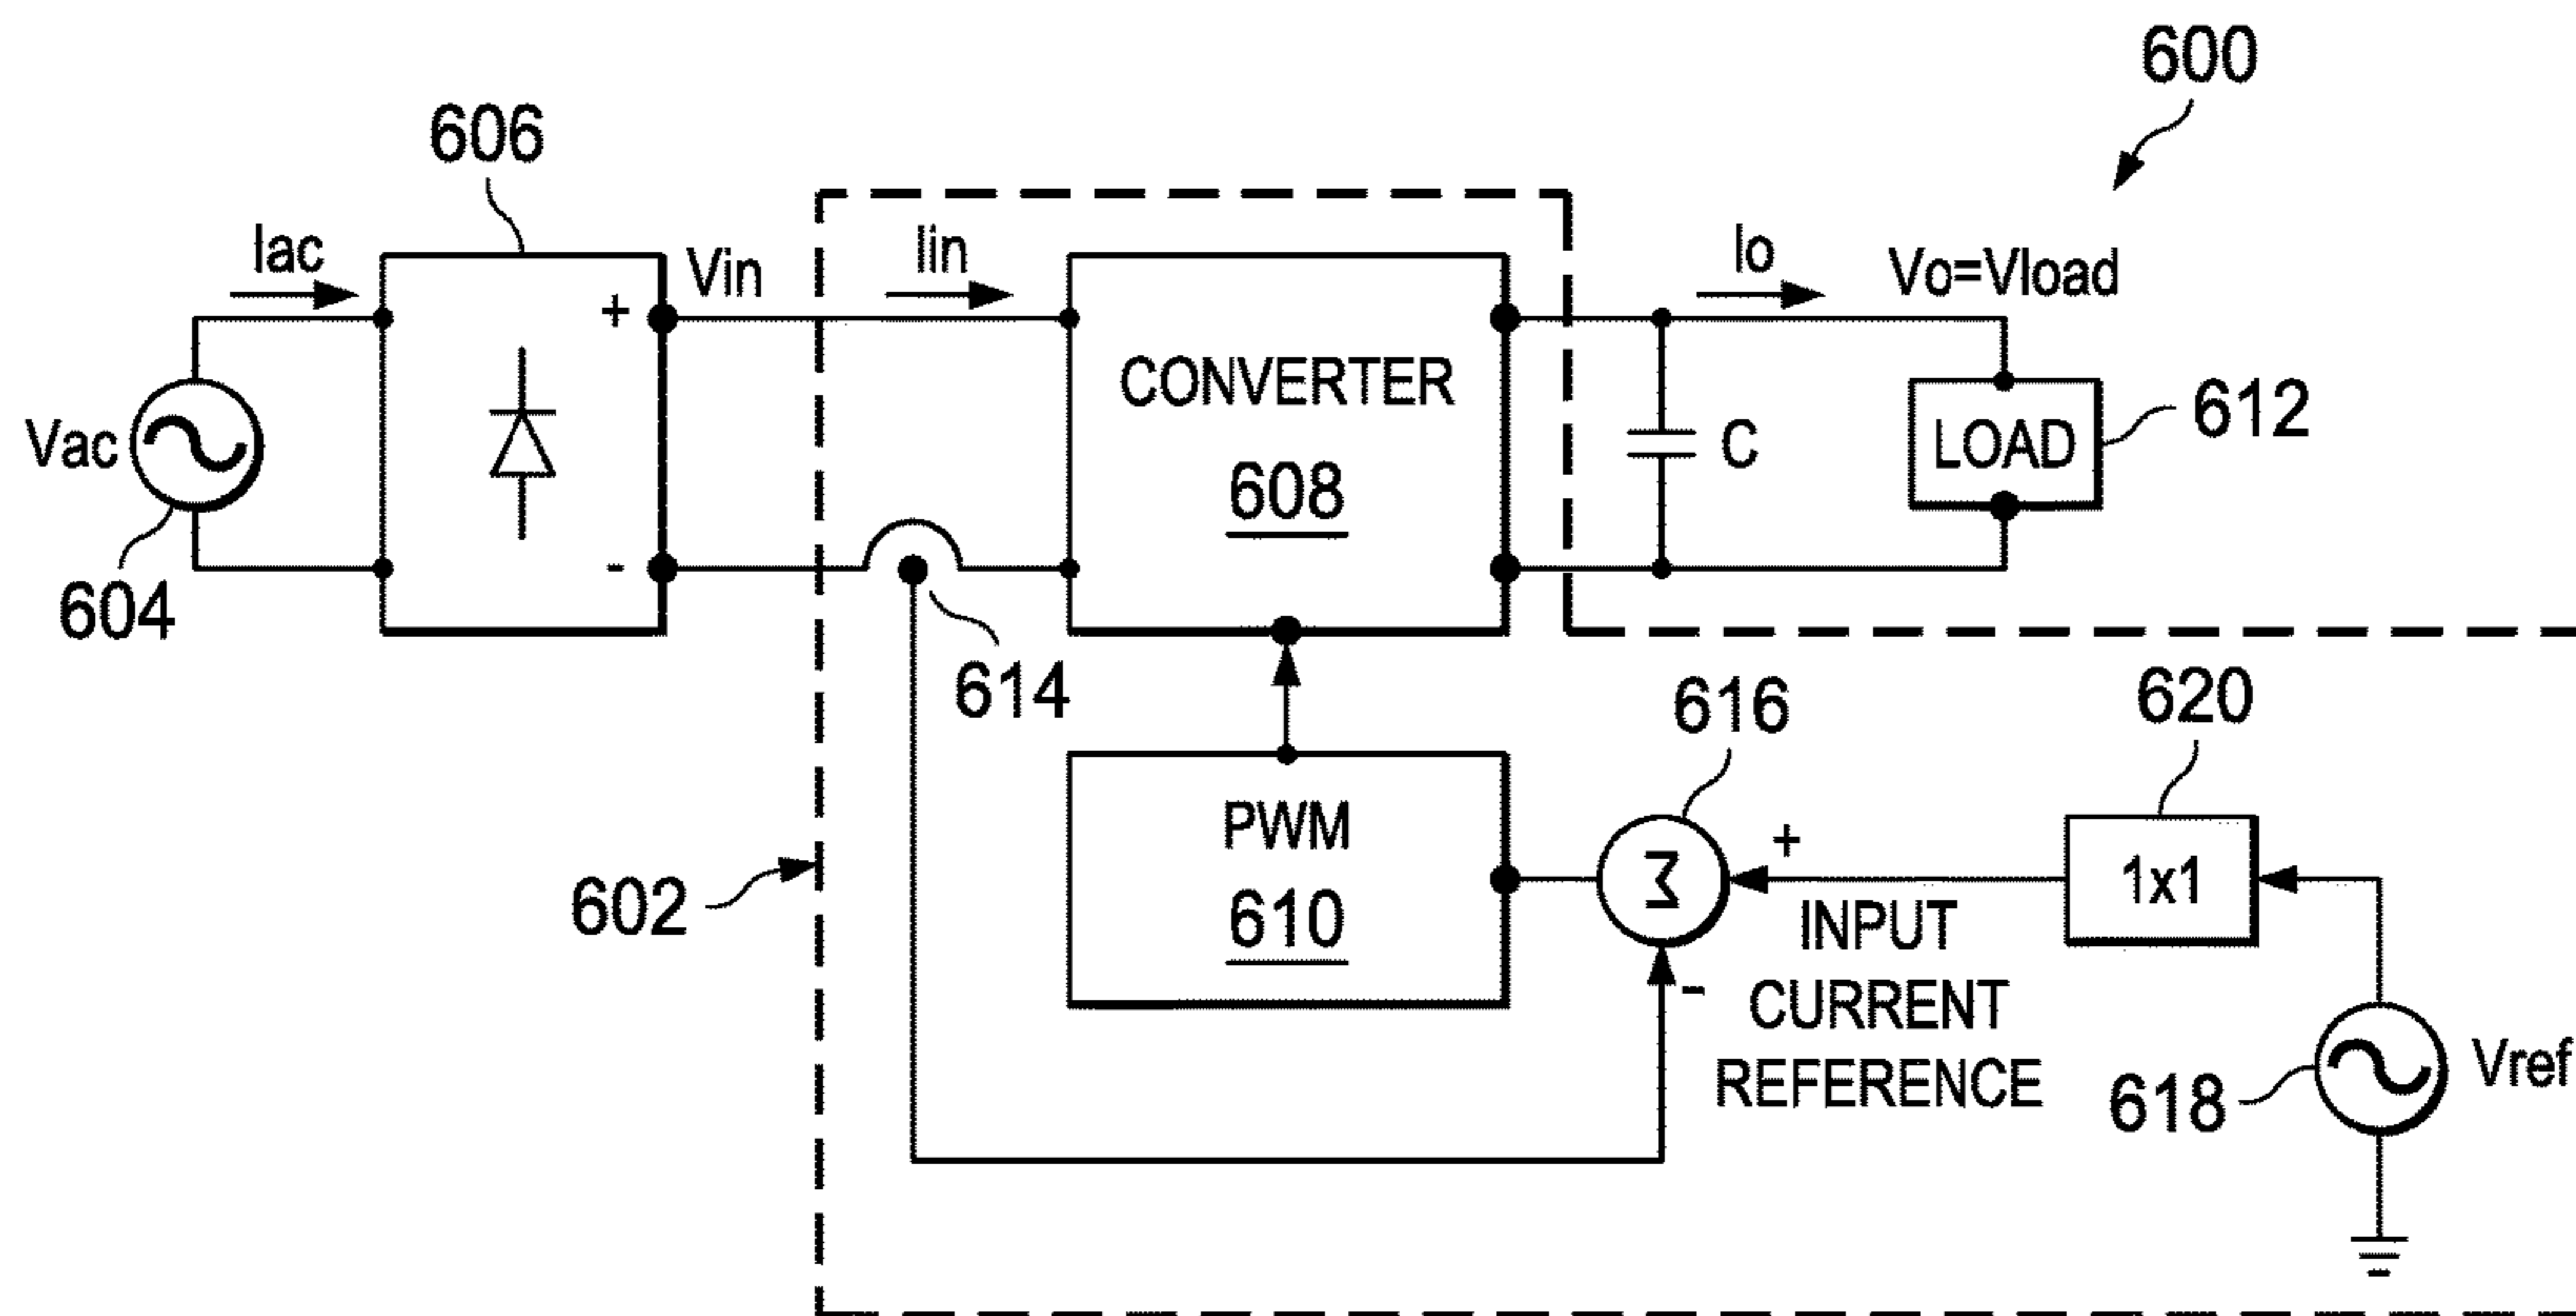 600
606
Iac
Vin
Iin
Io
Vo=Vload
+
CONVERTER
608
Vac
C
LOAD
612
-
604
614
616
620
PWM
610
+
Σ
1x1
602
INPUT
CURRENT
REFERENCE
-
618
Vref